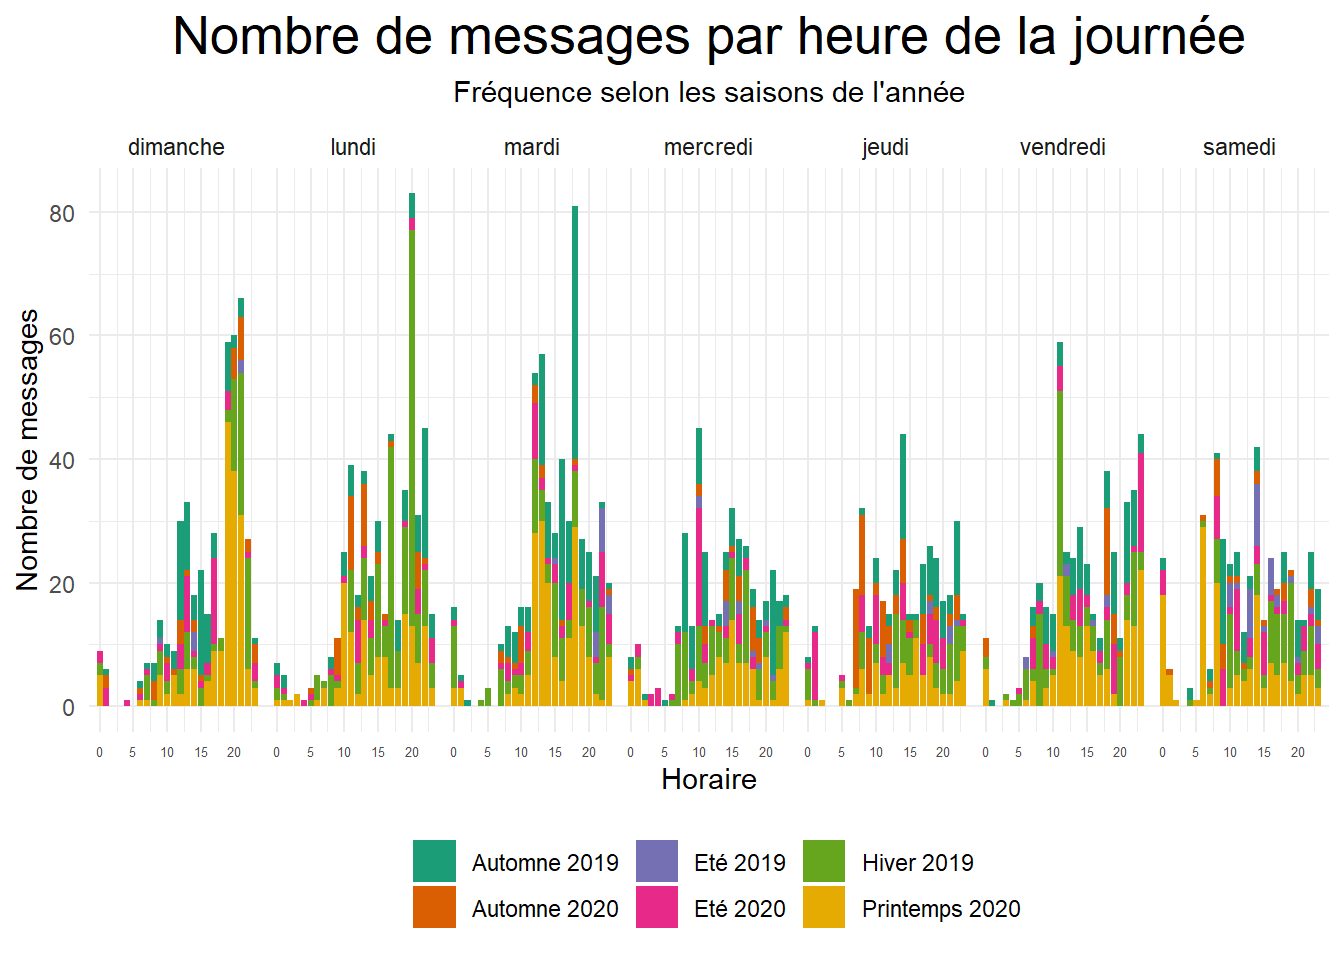 Nombre de messages par heure de la journée
Fréquence selon les saisons de l'année
dimanche lundi mardi mercredi jeudi vendredi samedi
Nombre de messages
80
60
40
20
0
0 5 10 15 20 0 5 10 15 20 0 5 10 15 20 0 5 10 15 20 0 5 10 15 20 0 5 10 15 20 0 5 10 15 20
Horaire
Automne 2019 Eté 2019 Hiver 2019
Automne 2020 Eté 2020 Printemps 2020